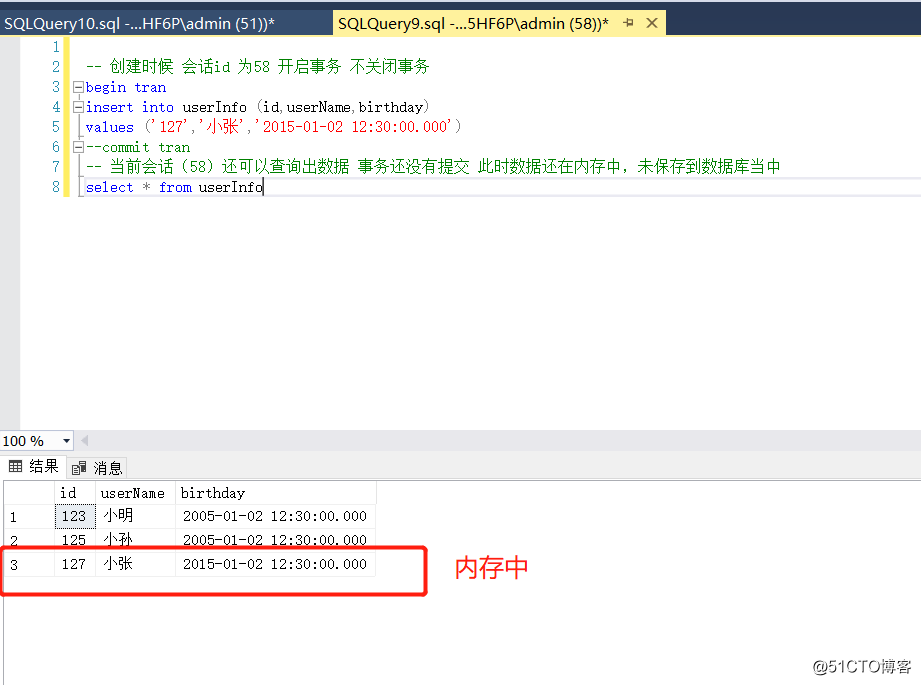 SQLQuery10.sql -...HF6P\admin (51))*
SQLQuery9.sql -...5HF6P\admin (58))*
1
2 -- 创建时候 会话id 为58 开启事务 不关闭事务
3 begin tran
4 insert into userInfo (id,userName,birthday)
5 values ('127','小张','2015-01-02 12:30:00.000')
6 --commit tran
7 -- 当前会话（58）还可以查询出数据 事务还没有提交 此时数据还在内存中，未保存到数据库当中
8 select * from userInfo
100 %
结果 消息
id userName birthday
1 123 小明 2005-01-02 12:30:00.000
2 125 小孙 2005-01-02 12:30:00.000
3 127 小张 2015-01-02 12:30:00.000
内存中
@51CTO博客